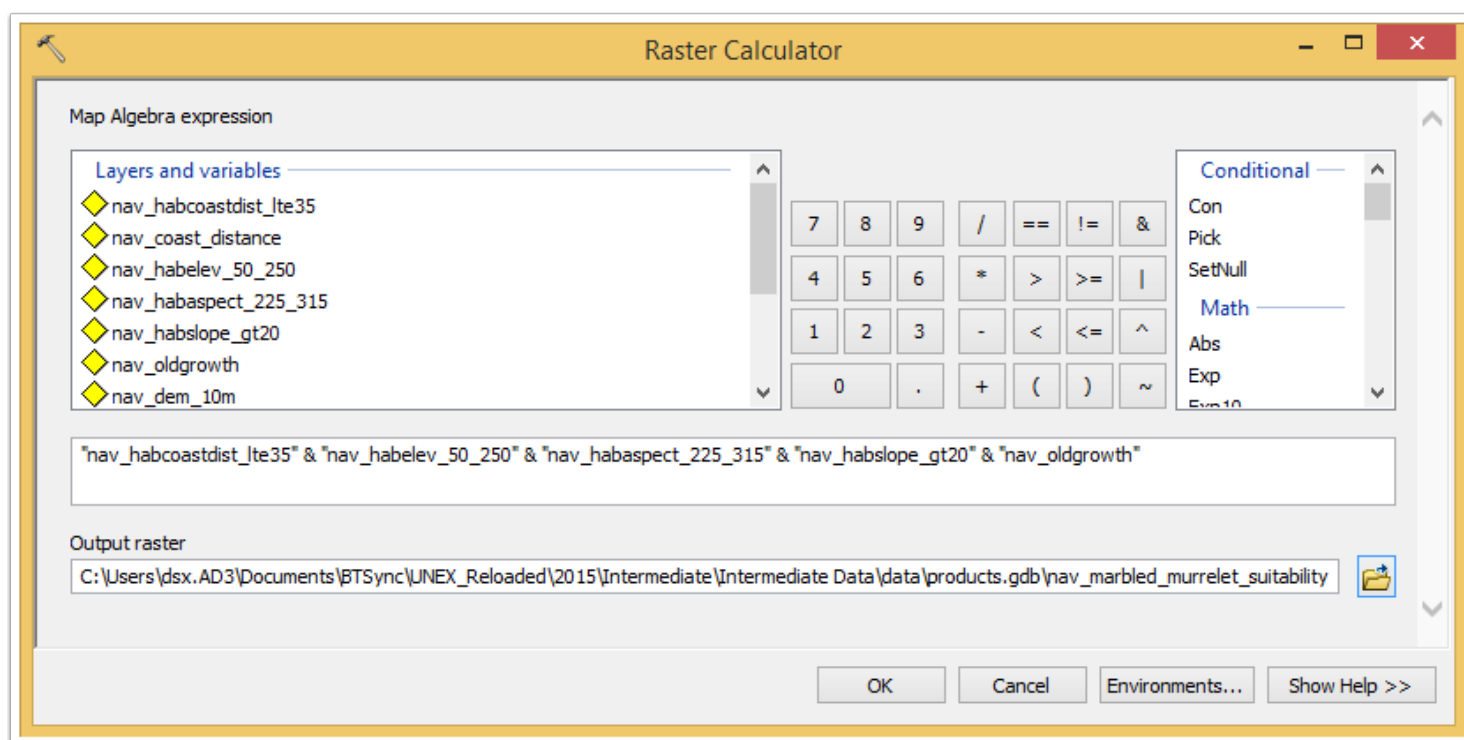 Raster Calculator
Map Algebra expression
Layers and variables
nav_habcoastdist_lte35
nav_coast_distance
nav_habelev_50_250
nav_habaspect_225_315
nav_habslope_gt20
nav_oldgrowth
nav_dem_10m
7 8 9 / == != &
4 5 6 * > >= |
1 2 3 - < <= ^
0 . + ( ) ~
Conditional
Con
Pick
SetNull
Math
Abs
Exp
Exp10
"nav_habcoastdist_lte35" & "nav_habelev_50_250" & "nav_habaspect_225_315" & "nav_habslope_gt20" & "nav_oldgrowth"
Output raster
C:\Users\dsx.AD3\Documents\BTSync\UNEX_Reloaded\2015\Intermediate\Intermediate Data\data\products.gdb\nav_marbled_murrelet_suitability
OK Cancel Environments... Show Help >>